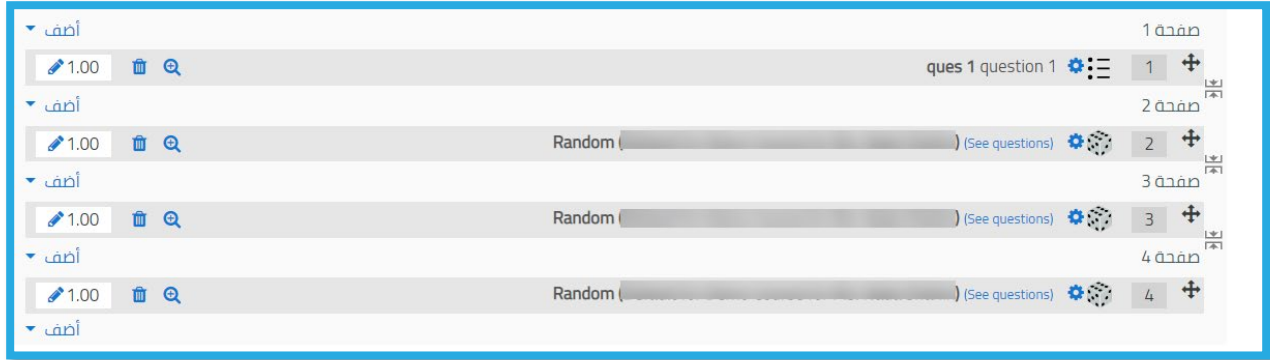 صفحة 1 أضف
1 ques 1 question 1 1.00
صفحة 2 أضف
2 Random ( ) (See questions) 1.00
صفحة 3 أضف
3 Random ( ) (See questions) 1.00
صفحة 4 أضف
4 Random ( ) (See questions) 1.00
أضف